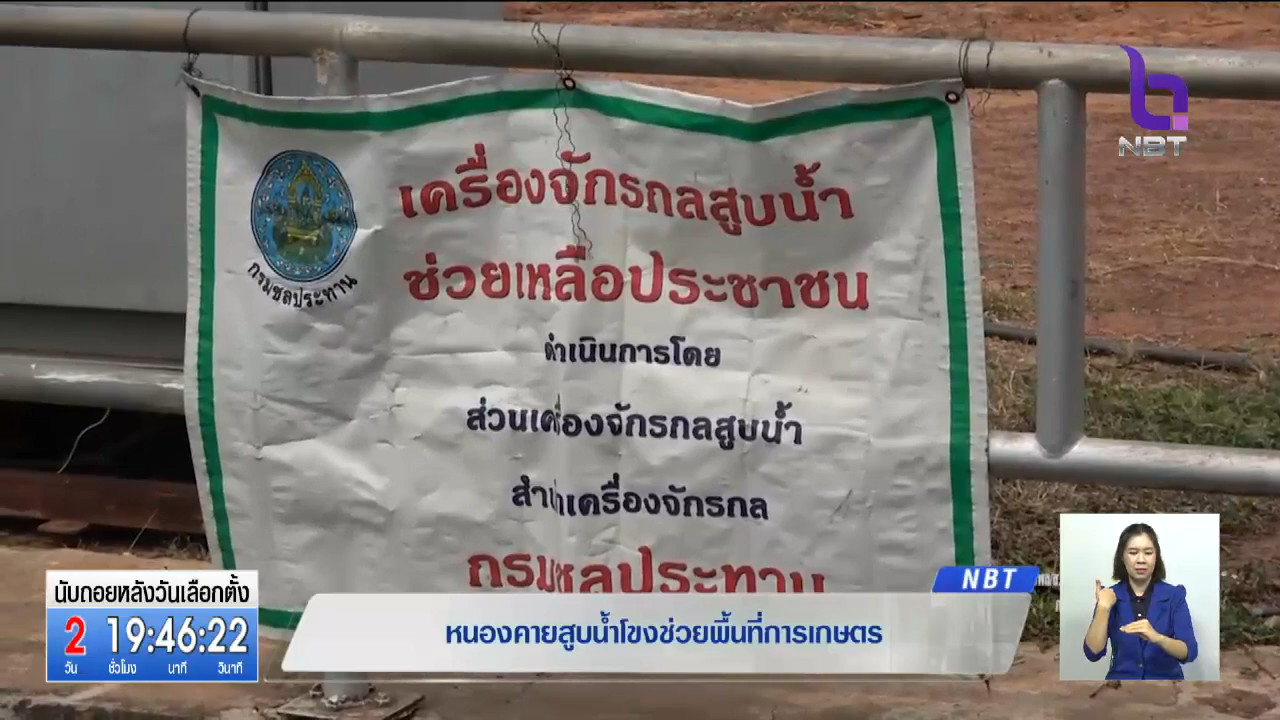 NBT
เครื่องจักรกลสูบน้ำ
ช่วยเหลือประชาชน
กรมชลประทาน
ดำเนินการโดย
ส่วนเครื่องจักรกลสูบน้ำ
เครื่องจักรกล
กรมชลประทาน
NBT
หนองคายสูบน้ำโขงช่วยพื้นที่การเกษตร
นับถอยหลังวันเลือกตั้ง
2 19:46:22
วัน ชั่วโมง นาที วินาที